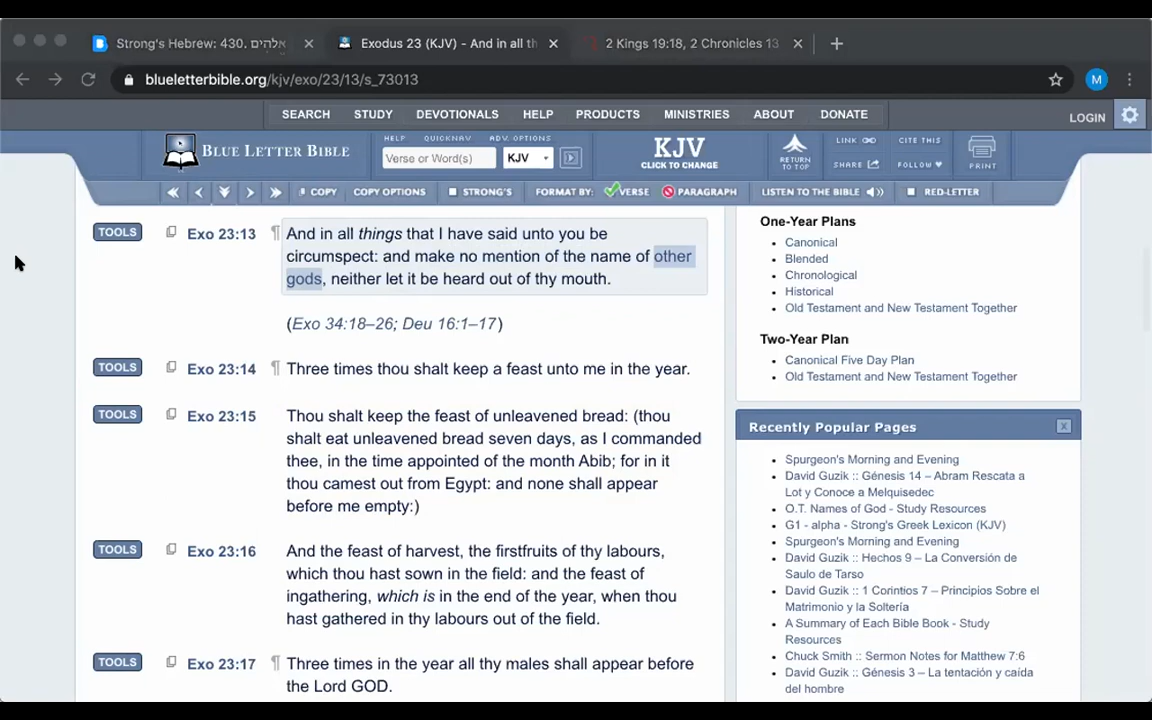 Strong's Hebrew: 430. אלהים
Exodus 23 (KJV) - And in all th
2 Kings 19:18, 2 Chronicles 13
blueletterbible.org/kjv/exo/23/13/s_73013
M
SEARCH STUDY DEVOTIONALS HELP PRODUCTS MINISTRIES ABOUT DONATE
LOGIN
BLUE LETTER BIBLE
HELP QUICKNAV ADV. OPTIONS
Verse or Word(s) KJV
KJV
CLICK TO CHANGE
RETURN
TO TOP
LINK CITE THIS
SHARE FOLLOW
PRINT
COPY COPY OPTIONS STRONG'S FORMAT BY: VERSE PARAGRAPH LISTEN TO THE BIBLE RED-LETTER
TOOLS Exo 23:13 ¶ And in all things that I have said unto you be
circumspect: and make no mention of the name of other
gods, neither let it be heard out of thy mouth.
(Exo 34:18–26; Deu 16:1–17)
TOOLS Exo 23:14 ¶ Three times thou shalt keep a feast unto me in the year.
TOOLS Exo 23:15 Thou shalt keep the feast of unleavened bread: (thou
shalt eat unleavened bread seven days, as I commanded
thee, in the time appointed of the month Abib; for in it
thou camest out from Egypt: and none shall appear
before me empty:)
TOOLS Exo 23:16 And the feast of harvest, the firstfruits of thy labours,
which thou hast sown in the field: and the feast of
ingathering, which is in the end of the year, when thou
hast gathered in thy labours out of the field.
TOOLS Exo 23:17 ¶ Three times in the year all thy males shall appear before
the Lord GOD.
One-Year Plans
• Canonical
• Blended
• Chronological
• Historical
• Old Testament and New Testament Together
Two-Year Plan
• Canonical Five Day Plan
• Old Testament and New Testament Together
Recently Popular Pages
• Spurgeon's Morning and Evening
• David Guzik :: Génesis 14 – Abram Rescata a
Lot y Conoce a Melquisedec
• O.T. Names of God - Study Resources
• G1 - alpha - Strong's Greek Lexicon (KJV)
• Spurgeon's Morning and Evening
• David Guzik :: Hechos 9 – La Conversión de
Saulo de Tarso
• David Guzik :: 1 Corintios 7 – Principios Sobre el
Matrimonio y la Soltería
• A Summary of Each Bible Book - Study
Resources
• Chuck Smith :: Sermon Notes for Matthew 7:6
• David Guzik :: Génesis 3 – La tentación y caída
del hombre